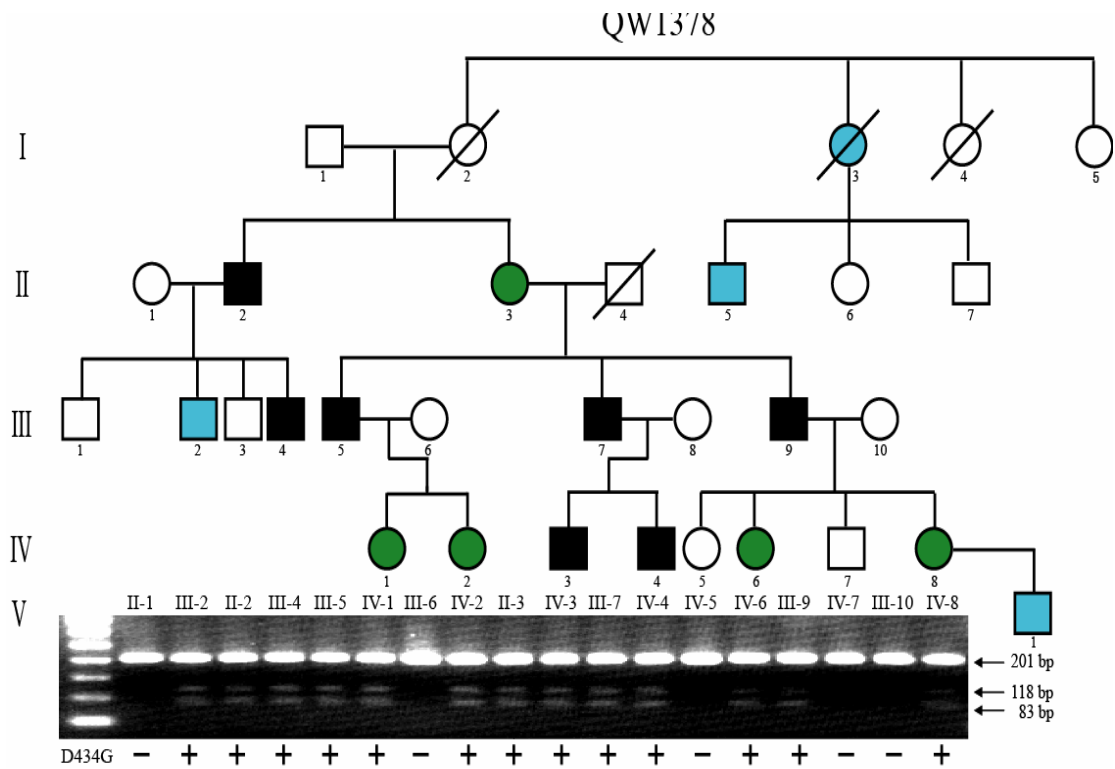 QW1378
I
1 2 3 4 5
II
1 2 3 4 5 6 7
III
1 2 3 4 5 6 7 8 9 10
IV
1 2 3 4 5 6 7 8
V
II-1 III-2 II-2 III-4 III-5 IV-1 III-6 IV-2 II-3 IV-3 III-7 IV-4 IV-5 IV-6 III-9 IV-7 III-10 IV-8
1
201 bp
118 bp
83 bp
D434G − + + + + + − + + + + + − + + − − +